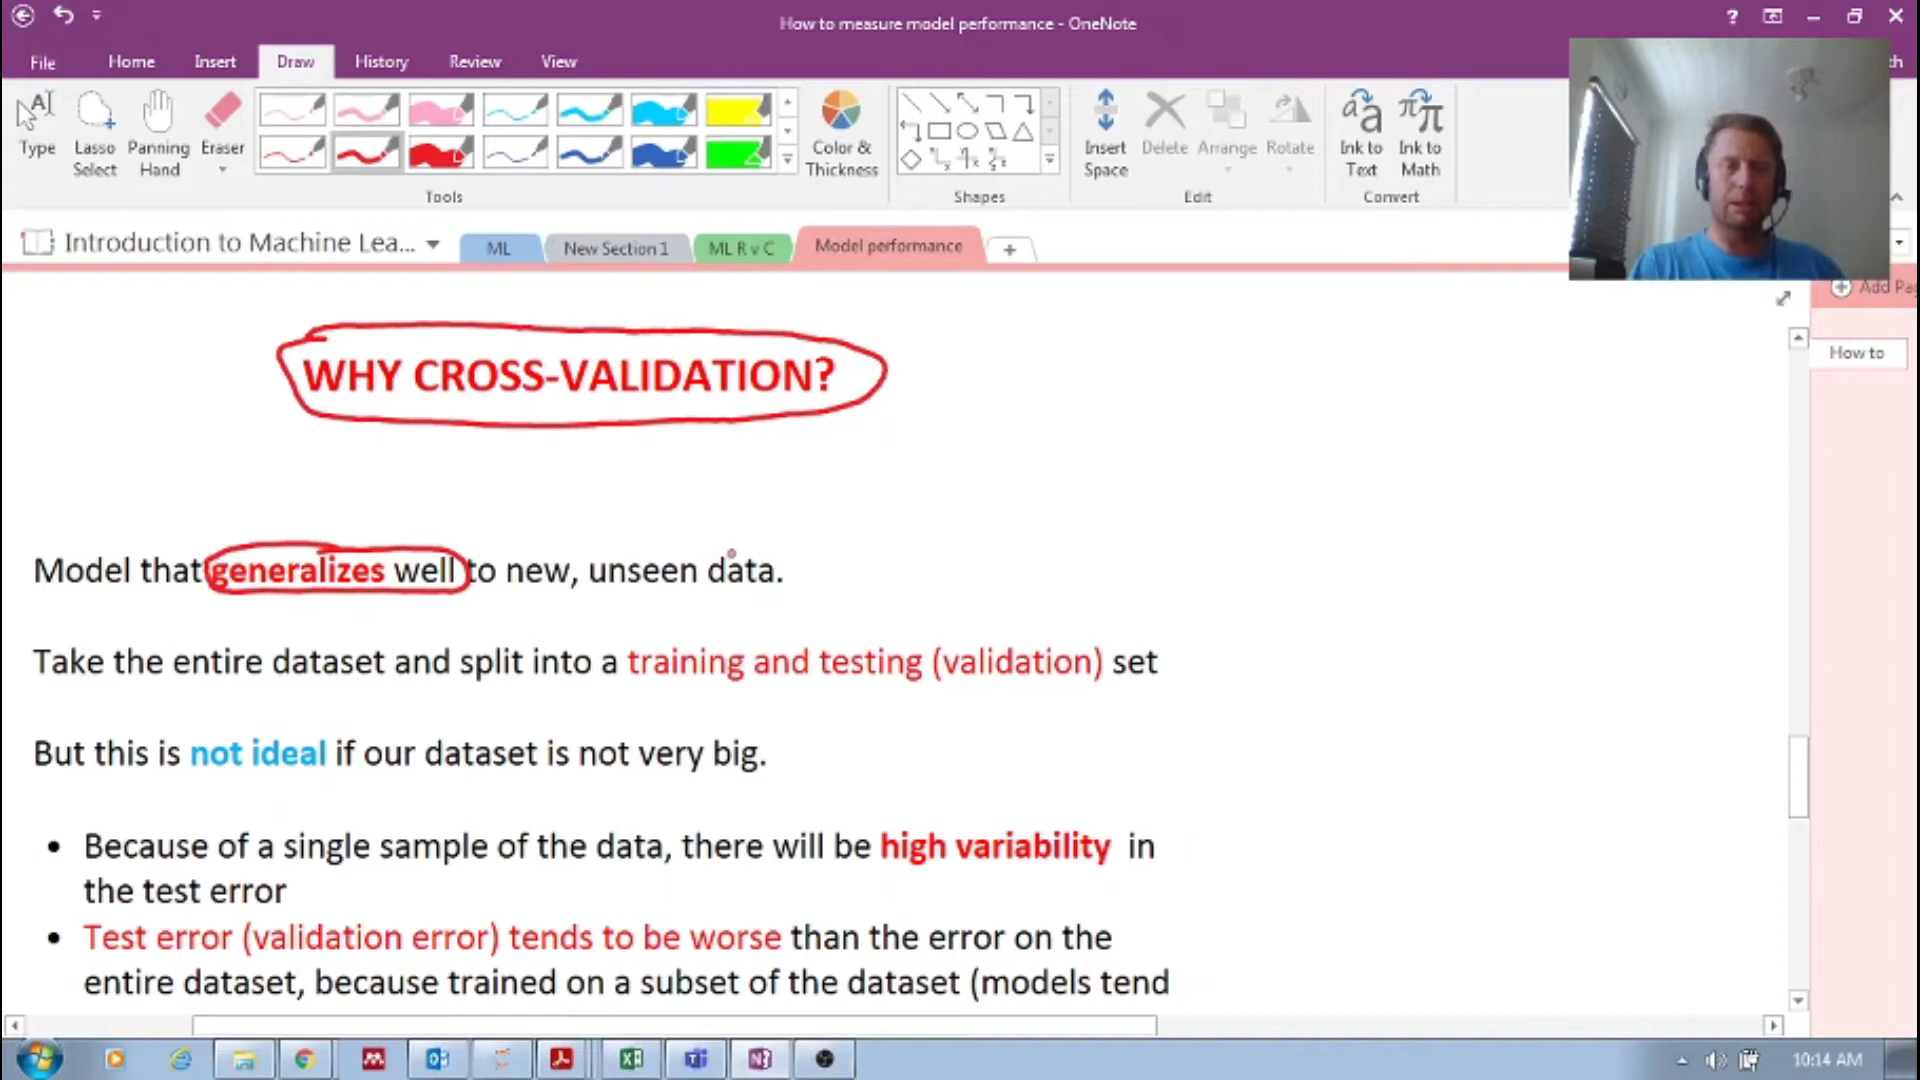 How to measure model performance - OneNote
?
File
Home
Insert
Draw
History
Review
View
Type
Lasso
Select
Panning
Hand
Eraser
Color &
Thickness
Insert
Space
Delete
Arrange
Rotate
Ink to
Text
Ink to
Math
Tools
Shapes
Edit
Convert
Introduction to Machine Lea...
ML
New Section 1
ML R v C
Model performance
Add Pag
How to
WHY CROSS-VALIDATION?
Model that generalizes well to new, unseen data.
Take the entire dataset and split into a training and testing (validation) set
But this is not ideal if our dataset is not very big.
• Because of a single sample of the data, there will be high variability in
the test error
• Test error (validation error) tends to be worse than the error on the
entire dataset, because trained on a subset of the dataset (models tend
10:14 AM